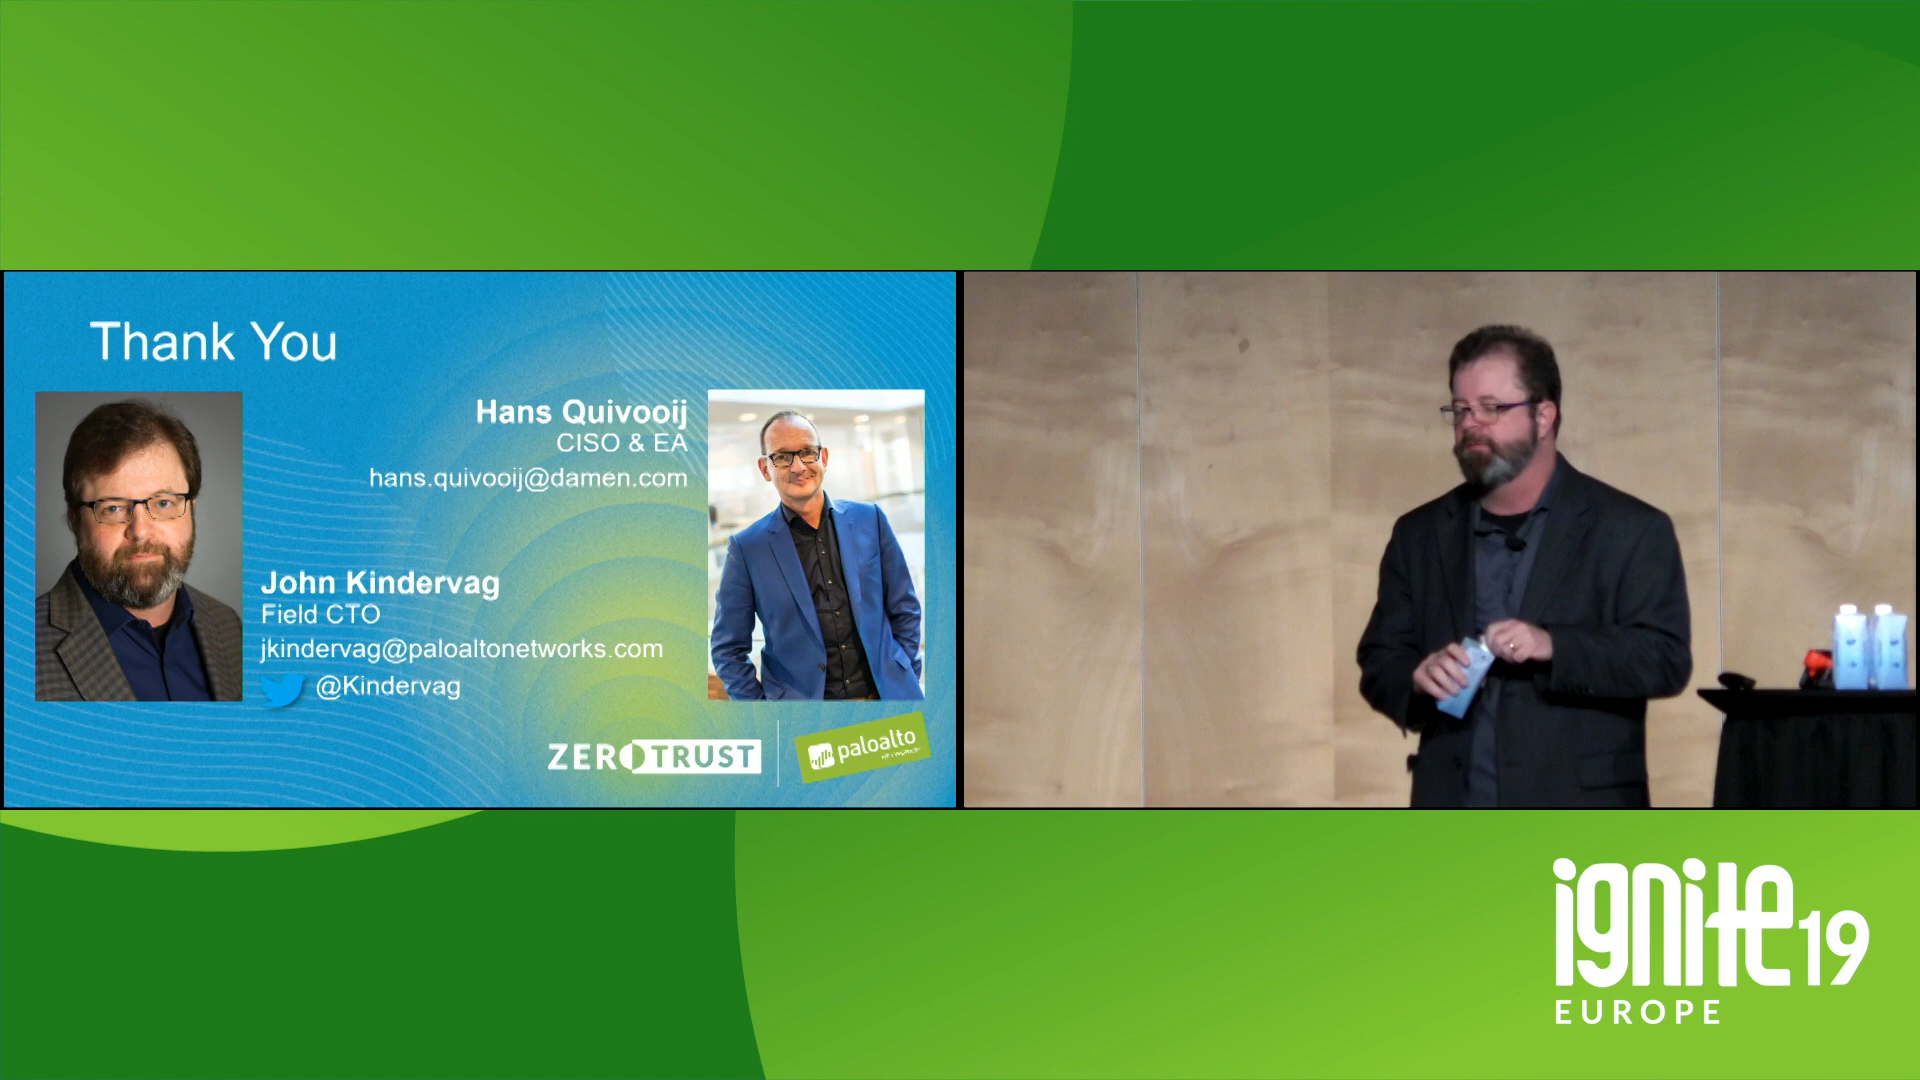 Thank You
Hans Quivooij
CISO & EA
hans.quivooij@damen.com
John Kindervag
Field CTO
jkindervag@paloaltonetworks.com
@Kindervag
ZERO TRUST
paloalto
NETWORKS
ignite19
EUROPE